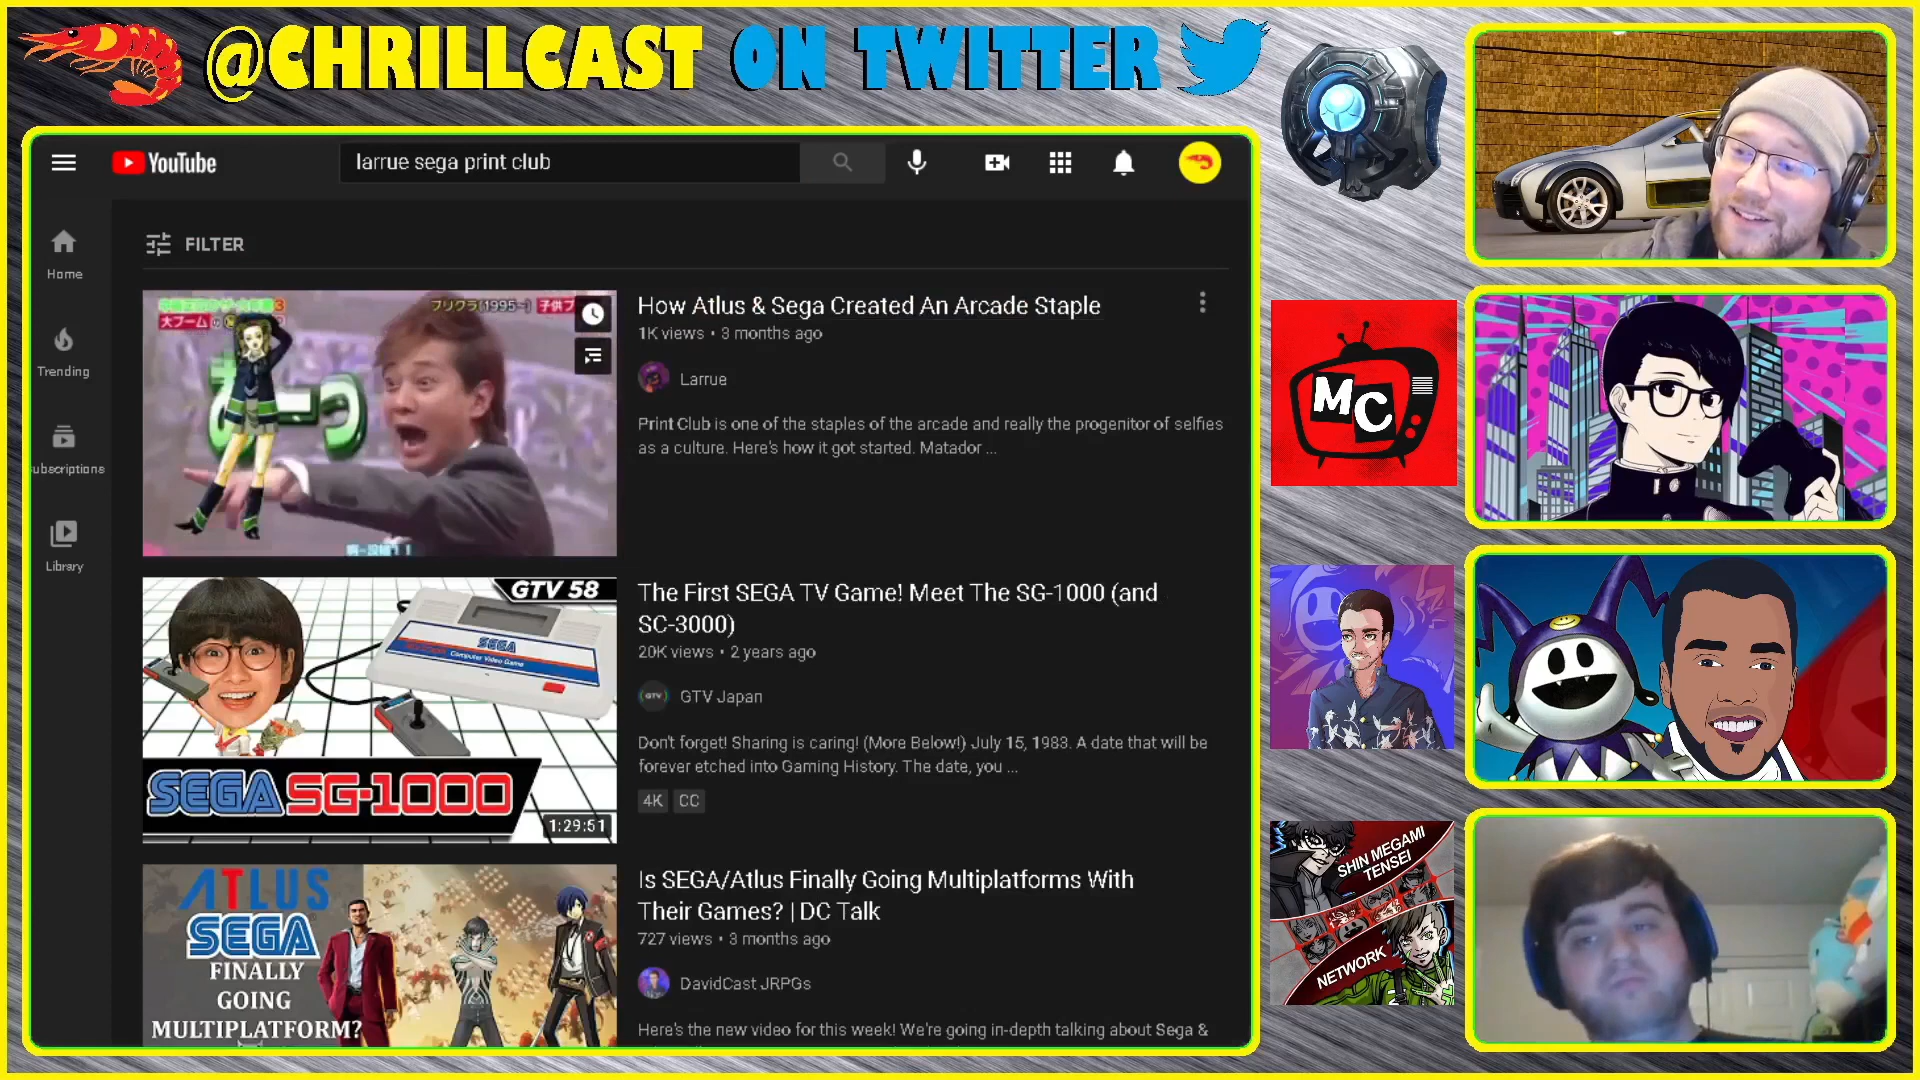 @CHRILLCAST ON TWITTER
YouTube
larrue sega print club
FILTER
Home
Trending
ubscriptions
Library
プリクラ(1995~)
大ブームの
How Atlus & Sega Created An Arcade Staple
1K views • 3 months ago
Larrue
Print Club is one of the staples of the arcade and really the progenitor of selfies
as a culture. Here's how it got started. Matador ...
GTV 58
SEGA
Computer Video Game
SEGA SG-1000
1:29:51
The First SEGA TV Game! Meet The SG-1000 (and
SC-3000)
20K views • 2 years ago
GTV
GTV Japan
Don't forget! Sharing is caring! (More Below!) July 15, 1983. A date that will be
forever etched into Gaming History. The date, you ...
4K CC
ATLUS
SEGA
FINALLY
GOING
MULTIPLATFORM?
Is SEGA/Atlus Finally Going Multiplatforms With
Their Games? | DC Talk
727 views • 3 months ago
DavidCast JRPGs
Here's the new video for this week! We're going in-depth talking about Sega &
MC
SHIN MEGAMI
TENSEI
NETWORK